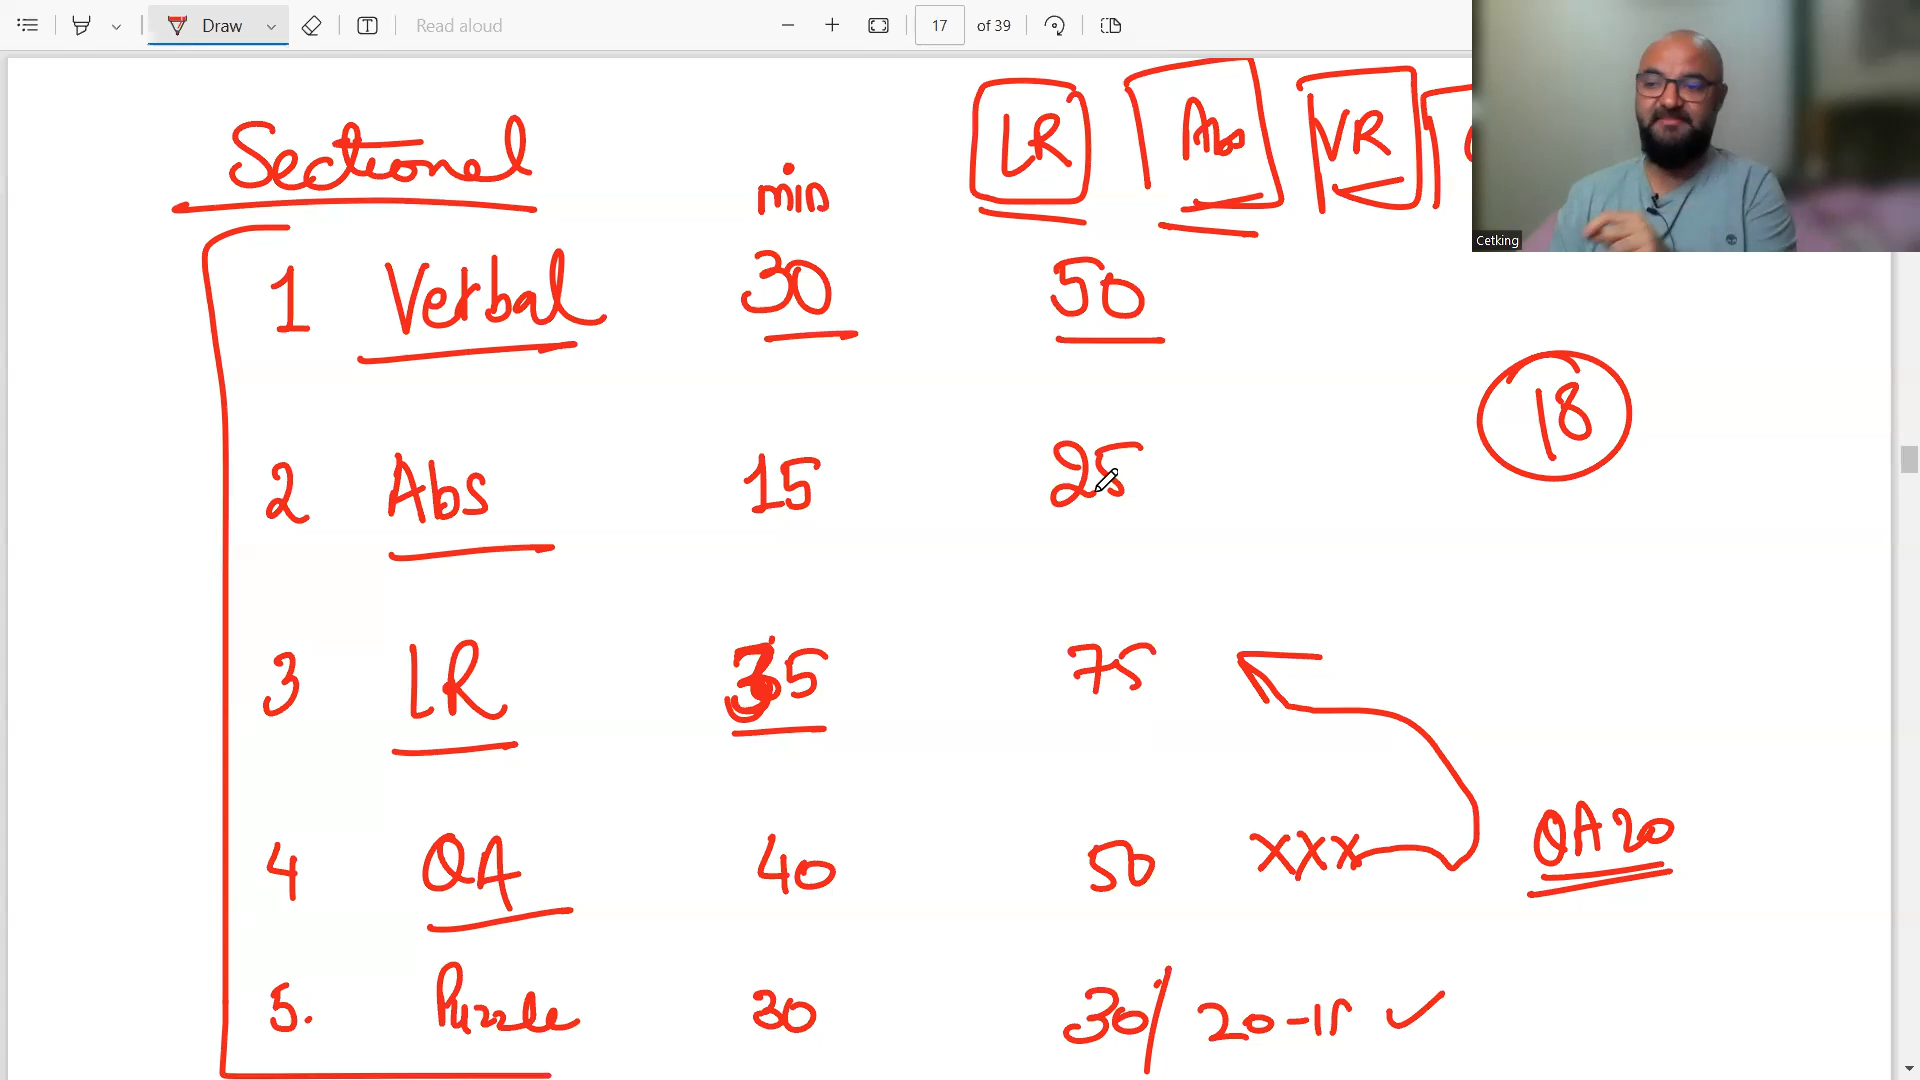 Draw
Read aloud
17 of 39
Cetking
LR Abs VR
Sectional
min
1 Verbal 30 50
18
2 Abs 15 25
3 LR 35 75
4 QA 40 50 xxx QA 20
5. Puzzle 30 30/ 20-15 ✓